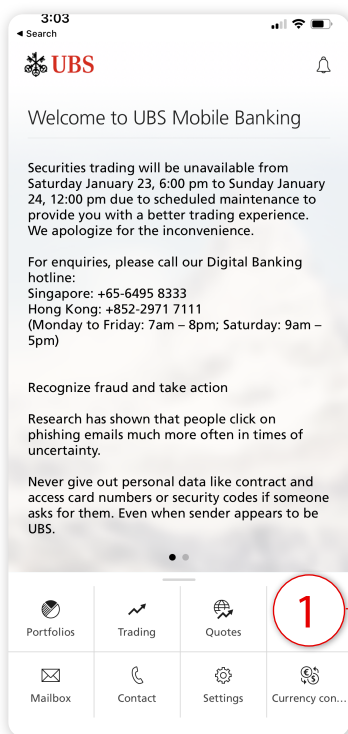 3:03
◀ Search
UBS
Welcome to UBS Mobile Banking
Securities trading will be unavailable from
Saturday January 23, 6:00 pm to Sunday January
24, 12:00 pm due to scheduled maintenance to
provide you with a better trading experience.
We apologize for the inconvenience.
For enquiries, please call our Digital Banking
hotline:
Singapore: +65-6495 8333
Hong Kong: +852-2971 7111
(Monday to Friday: 7am – 8pm; Saturday: 9am –
5pm)
Recognize fraud and take action
Research has shown that people click on
phishing emails much more often in times of
uncertainty.
Never give out personal data like contract and
access card numbers or security codes if someone
asks for them. Even when sender appears to be
UBS.
Portfolios
Trading
Quotes
1
Mailbox
Contact
Settings
Currency con...